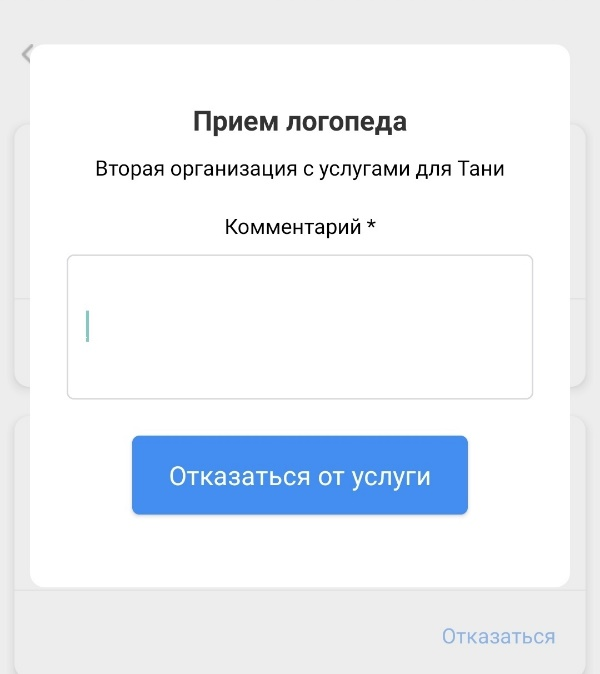 Прием логопеда
Вторая организация с услугами для Тани
Комментарий *
Отказаться от услуги
Отказаться